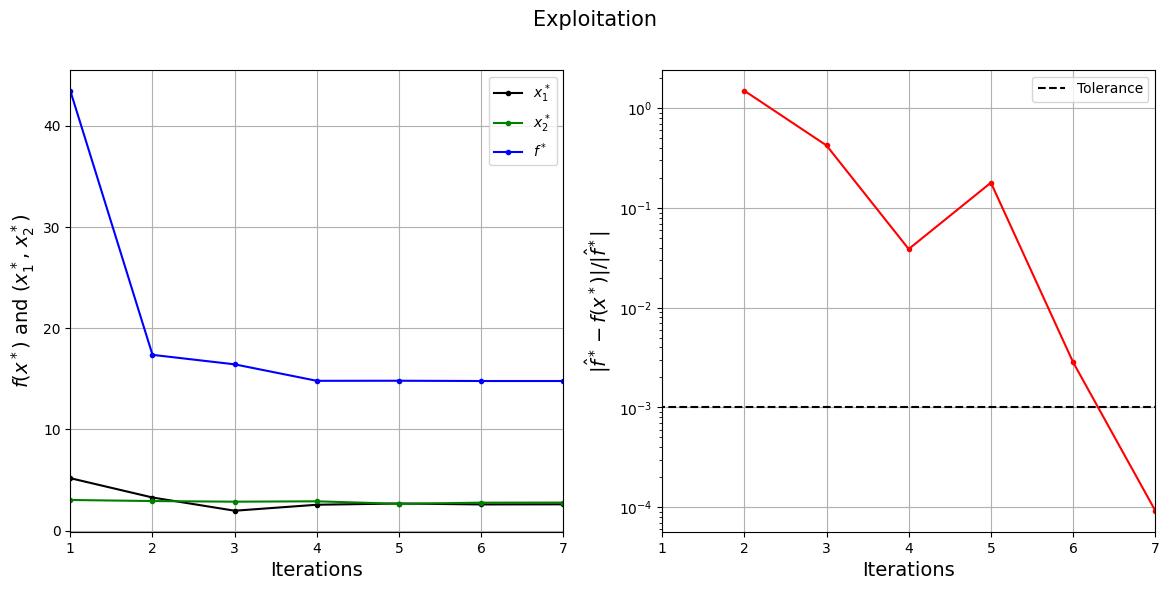 Exploitation
f(x*) and (x₁*, x₂*)
40
30
20
10
0
1 2 3 4 5 6 7
Iterations
x₁*
x₂*
f*
|f̂* − f(x*)|/|f̂*|
10⁰
10⁻¹
10⁻²
10⁻³
10⁻⁴
1 2 3 4 5 6 7
Iterations
Tolerance